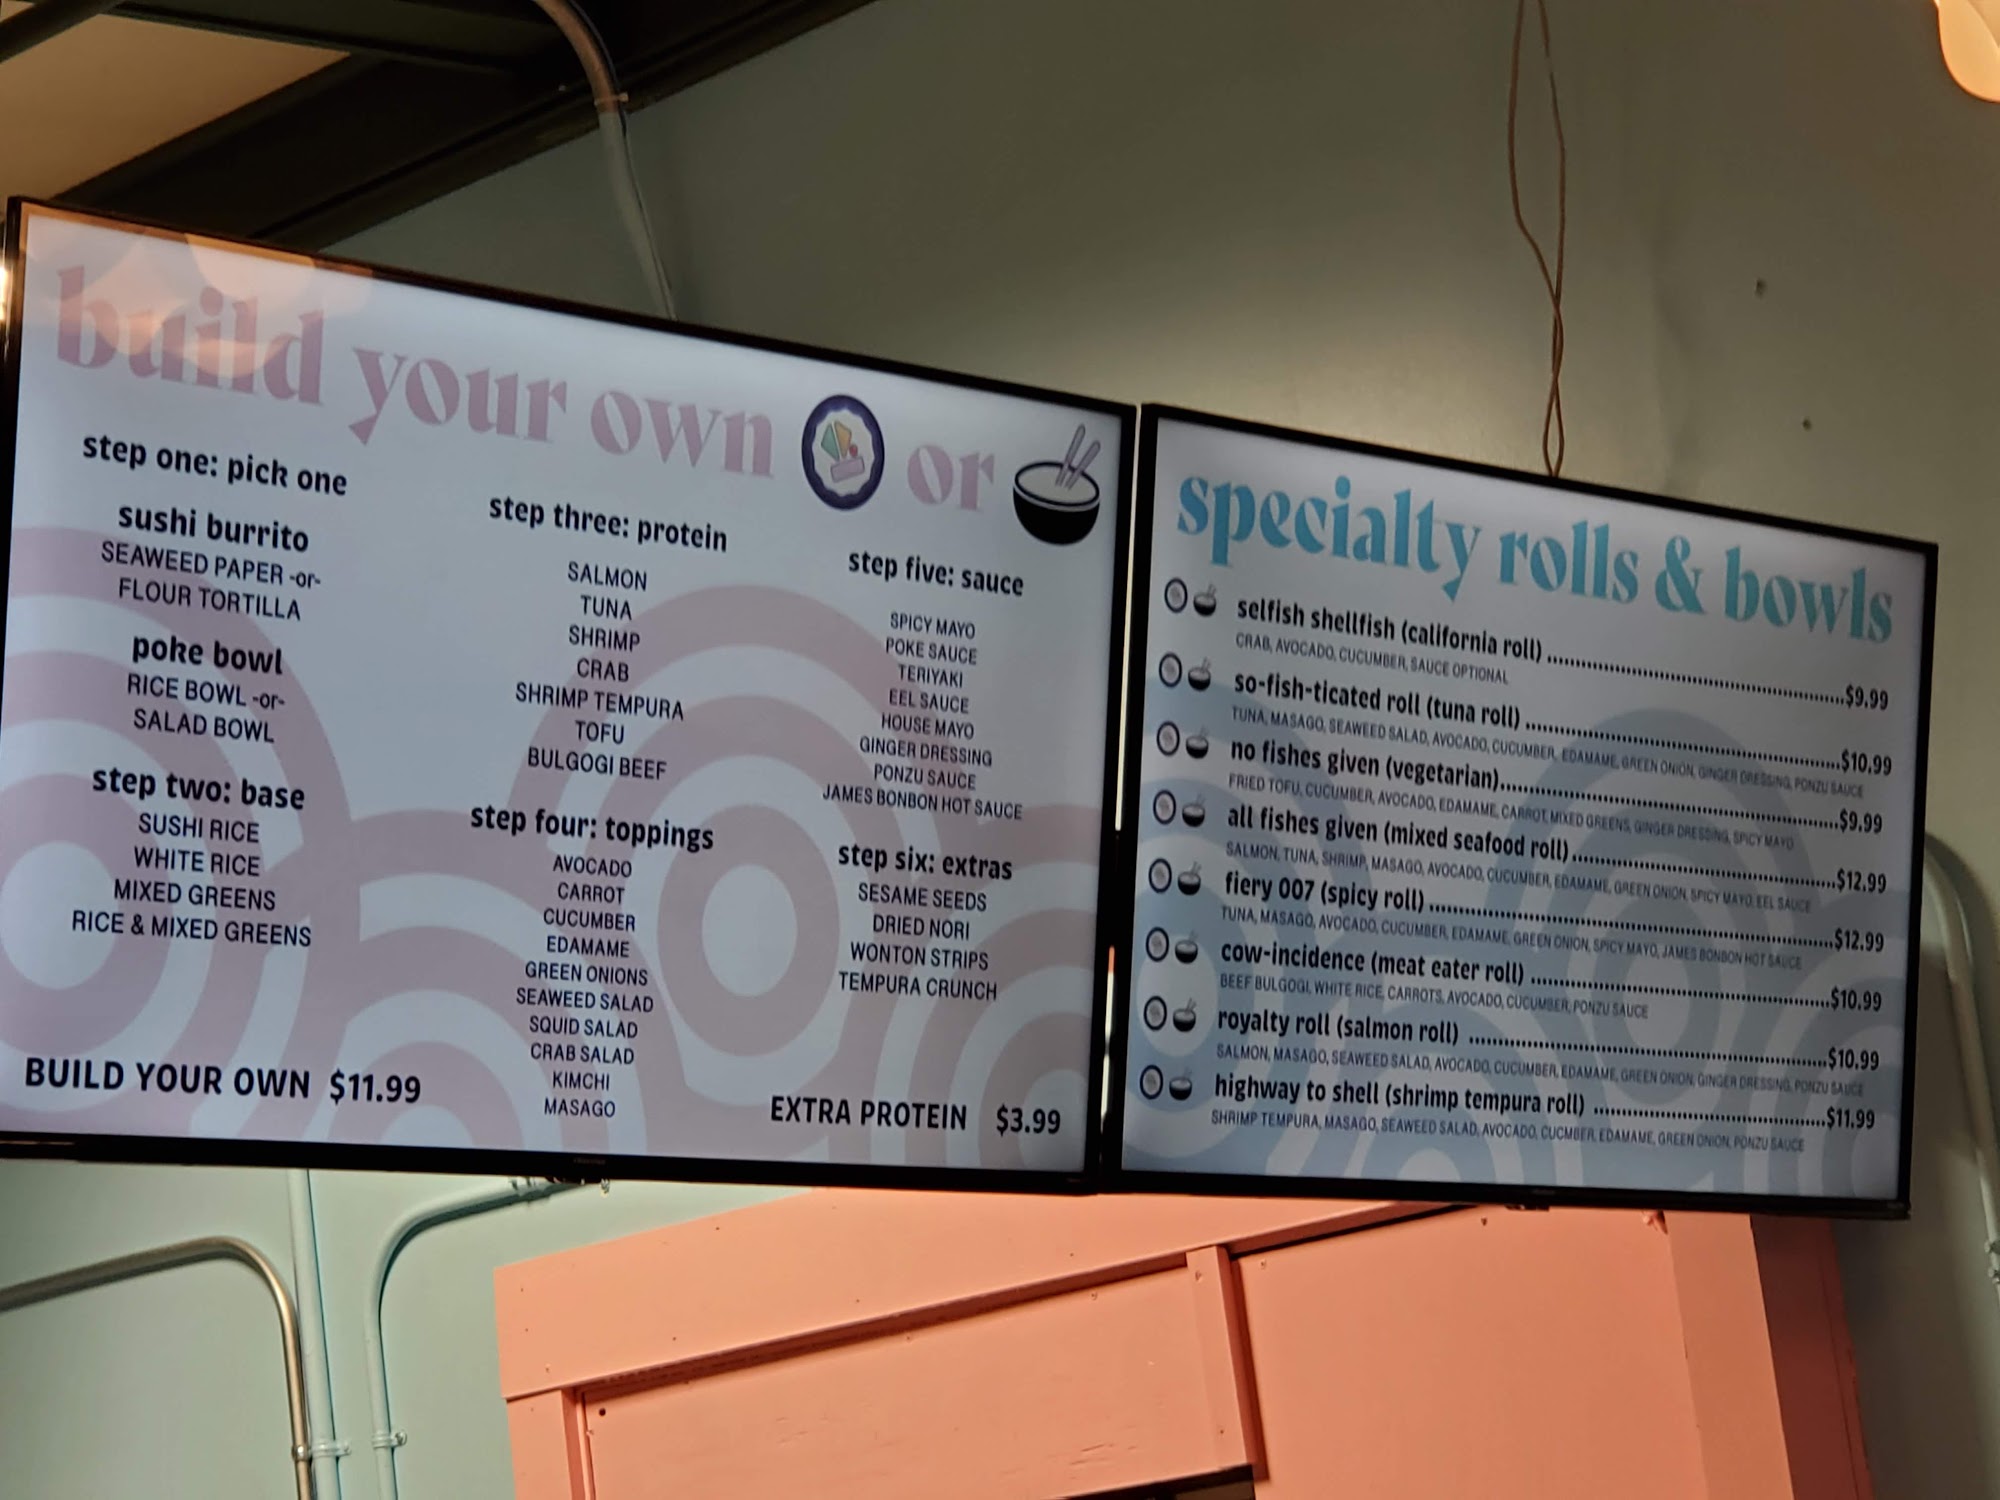 build your own or
step one: pick one
sushi burrito
SEAWEED PAPER -or-
FLOUR TORTILLA
poke bowl
RICE BOWL -or-
SALAD BOWL
step two: base
SUSHI RICE
WHITE RICE
MIXED GREENS
RICE & MIXED GREENS
BUILD YOUR OWN $11.99
step three: protein
SALMON
TUNA
SHRIMP
CRAB
SHRIMP TEMPURA
TOFU
BULGOGI BEEF
step four: toppings
AVOCADO
CARROT
CUCUMBER
EDAMAME
GREEN ONIONS
SEAWEED SALAD
SQUID SALAD
CRAB SALAD
KIMCHI
MASAGO
step five: sauce
SPICY MAYO
POKE SAUCE
TERIYAKI
EEL SAUCE
HOUSE MAYO
GINGER DRESSING
PONZU SAUCE
JAMES BONBON HOT SAUCE
step six: extras
SESAME SEEDS
DRIED NORI
WONTON STRIPS
TEMPURA CRUNCH
EXTRA PROTEIN $3.99
specialty rolls & bowls
selfish shellfish (california roll) ........ $9.99
CRAB, AVOCADO, CUCUMBER, SAUCE OPTIONAL
so-fish-ticated roll (tuna roll) ........ $10.99
TUNA, MASAGO, SEAWEED SALAD, AVOCADO, CUCUMBER, EDAMAME, GREEN ONION, GINGER DRESSING, PONZU SAUCE
no fishes given (vegetarian) ........ $9.99
FRIED TOFU, CUCUMBER, AVOCADO, EDAMAME, CARROT, MIXED GREENS, GINGER DRESSING, SPICY MAYO
all fishes given (mixed seafood roll) ........ $12.99
SALMON, TUNA, SHRIMP, MASAGO, AVOCADO, CUCUMBER, EDAMAME, GREEN ONION, SPICY MAYO, EEL SAUCE
fiery 007 (spicy roll) ........ $12.99
TUNA, MASAGO, AVOCADO, CUCUMBER, EDAMAME, GREEN ONION, SPICY MAYO, JAMES BONBON HOT SAUCE
cow-incidence (meat eater roll) ........ $10.99
BEEF BULGOGI, WHITE RICE, CARROTS, AVOCADO, CUCUMBER, PONZU SAUCE
royalty roll (salmon roll) ........ $10.99
SALMON, MASAGO, SEAWEED SALAD, AVOCADO, CUCUMBER, EDAMAME, GREEN ONION, GINGER DRESSING, PONZU SAUCE
highway to shell (shrimp tempura roll) ........ $11.99
SHRIMP TEMPURA, MASAGO, SEAWEED SALAD, AVOCADO, CUCMBER, EDAMAME, GREEN ONION, PONZU SAUCE